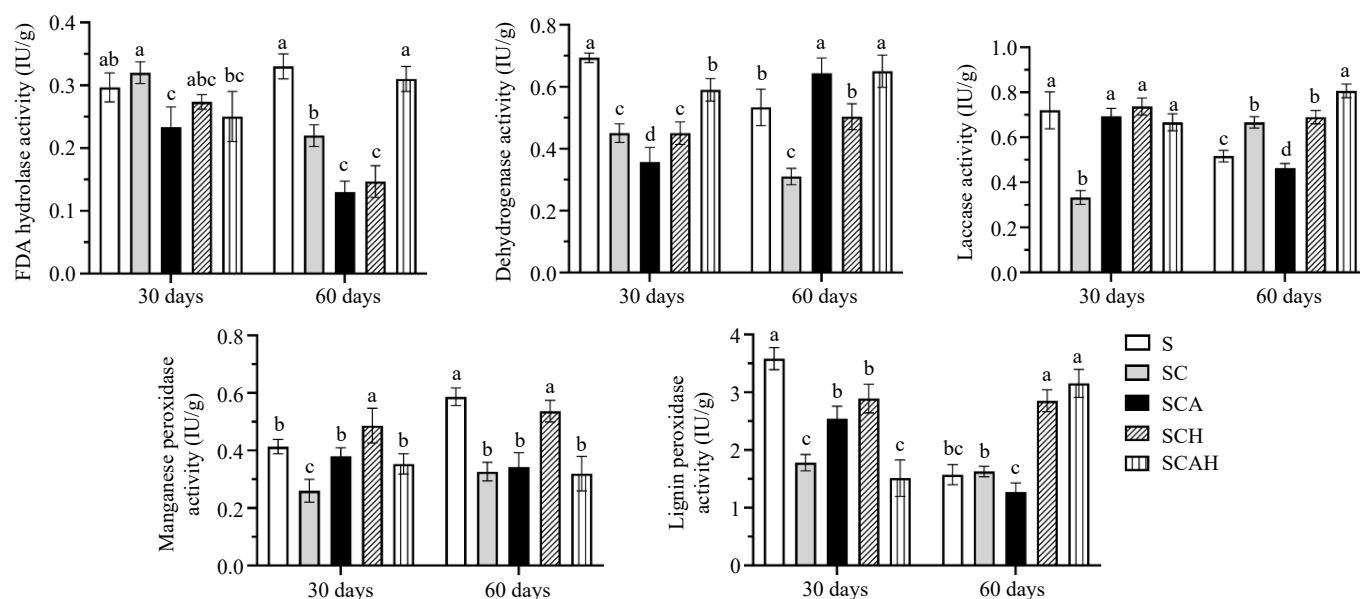 FDA hydrolase activity (IU/g)
0.4
0.3
0.2
0.1
0.0
ab a c abc bc
a b c c a
30 days 60 days
Dehydrogenase activity (IU/g)
0.8
0.6
0.4
0.2
0.0
a c d c b
b c a b a
30 days 60 days
Laccase activity (IU/g)
1.0
0.8
0.6
0.4
0.2
0.0
a b a a a
c b d b a
30 days 60 days
Manganese peroxidase
activity (IU/g)
0.8
0.6
0.4
0.2
0.0
b c b a b
a b b a b
30 days 60 days
Lignin peroxidase
activity (IU/g)
4
3
2
1
0
a c b b c
bc b c a a
30 days 60 days
S
SC
SCA
SCH
SCAH